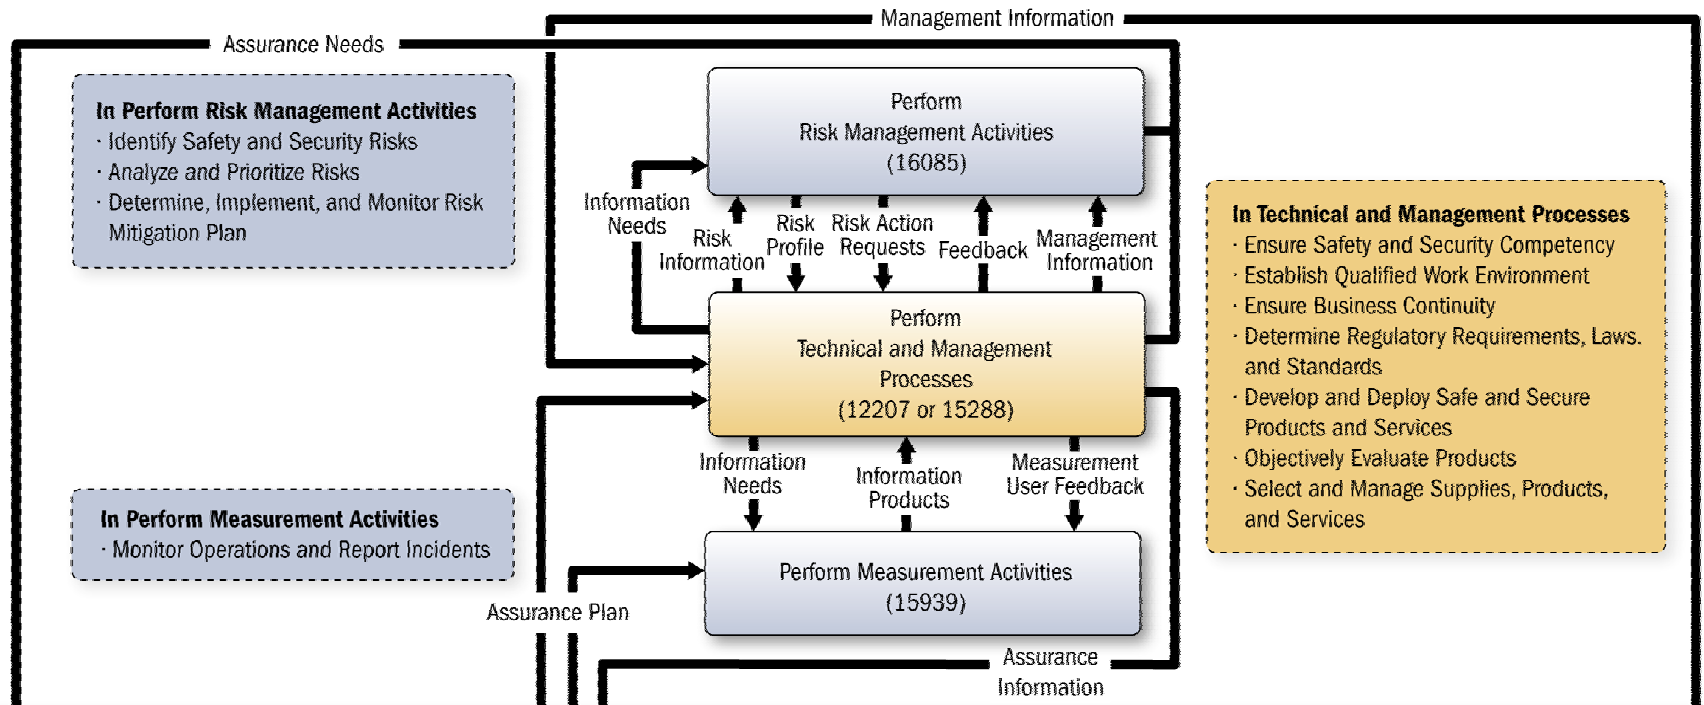 Management Information
Assurance Needs
In Perform Risk Management Activities
· Identify Safety and Security Risks
· Analyze and Prioritize Risks
· Determine, Implement, and Monitor Risk
Mitigation Plan
Perform
Risk Management Activities
(16085)
Information
Needs
Risk
Information
Risk
Profile
Risk Action
Requests
Feedback
Management
Information
In Technical and Management Processes
· Ensure Safety and Security Competency
· Establish Qualified Work Environment
· Ensure Business Continuity
· Determine Regulatory Requirements, Laws.
and Standards
· Develop and Deploy Safe and Secure
Products and Services
· Objectively Evaluate Products
· Select and Manage Supplies, Products,
and Services
Perform
Technical and Management
Processes
(12207 or 15288)
Information
Needs
Information
Products
Measurement
User Feedback
In Perform Measurement Activities
· Monitor Operations and Report Incidents
Perform Measurement Activities
(15939)
Assurance Plan
Assurance
Information